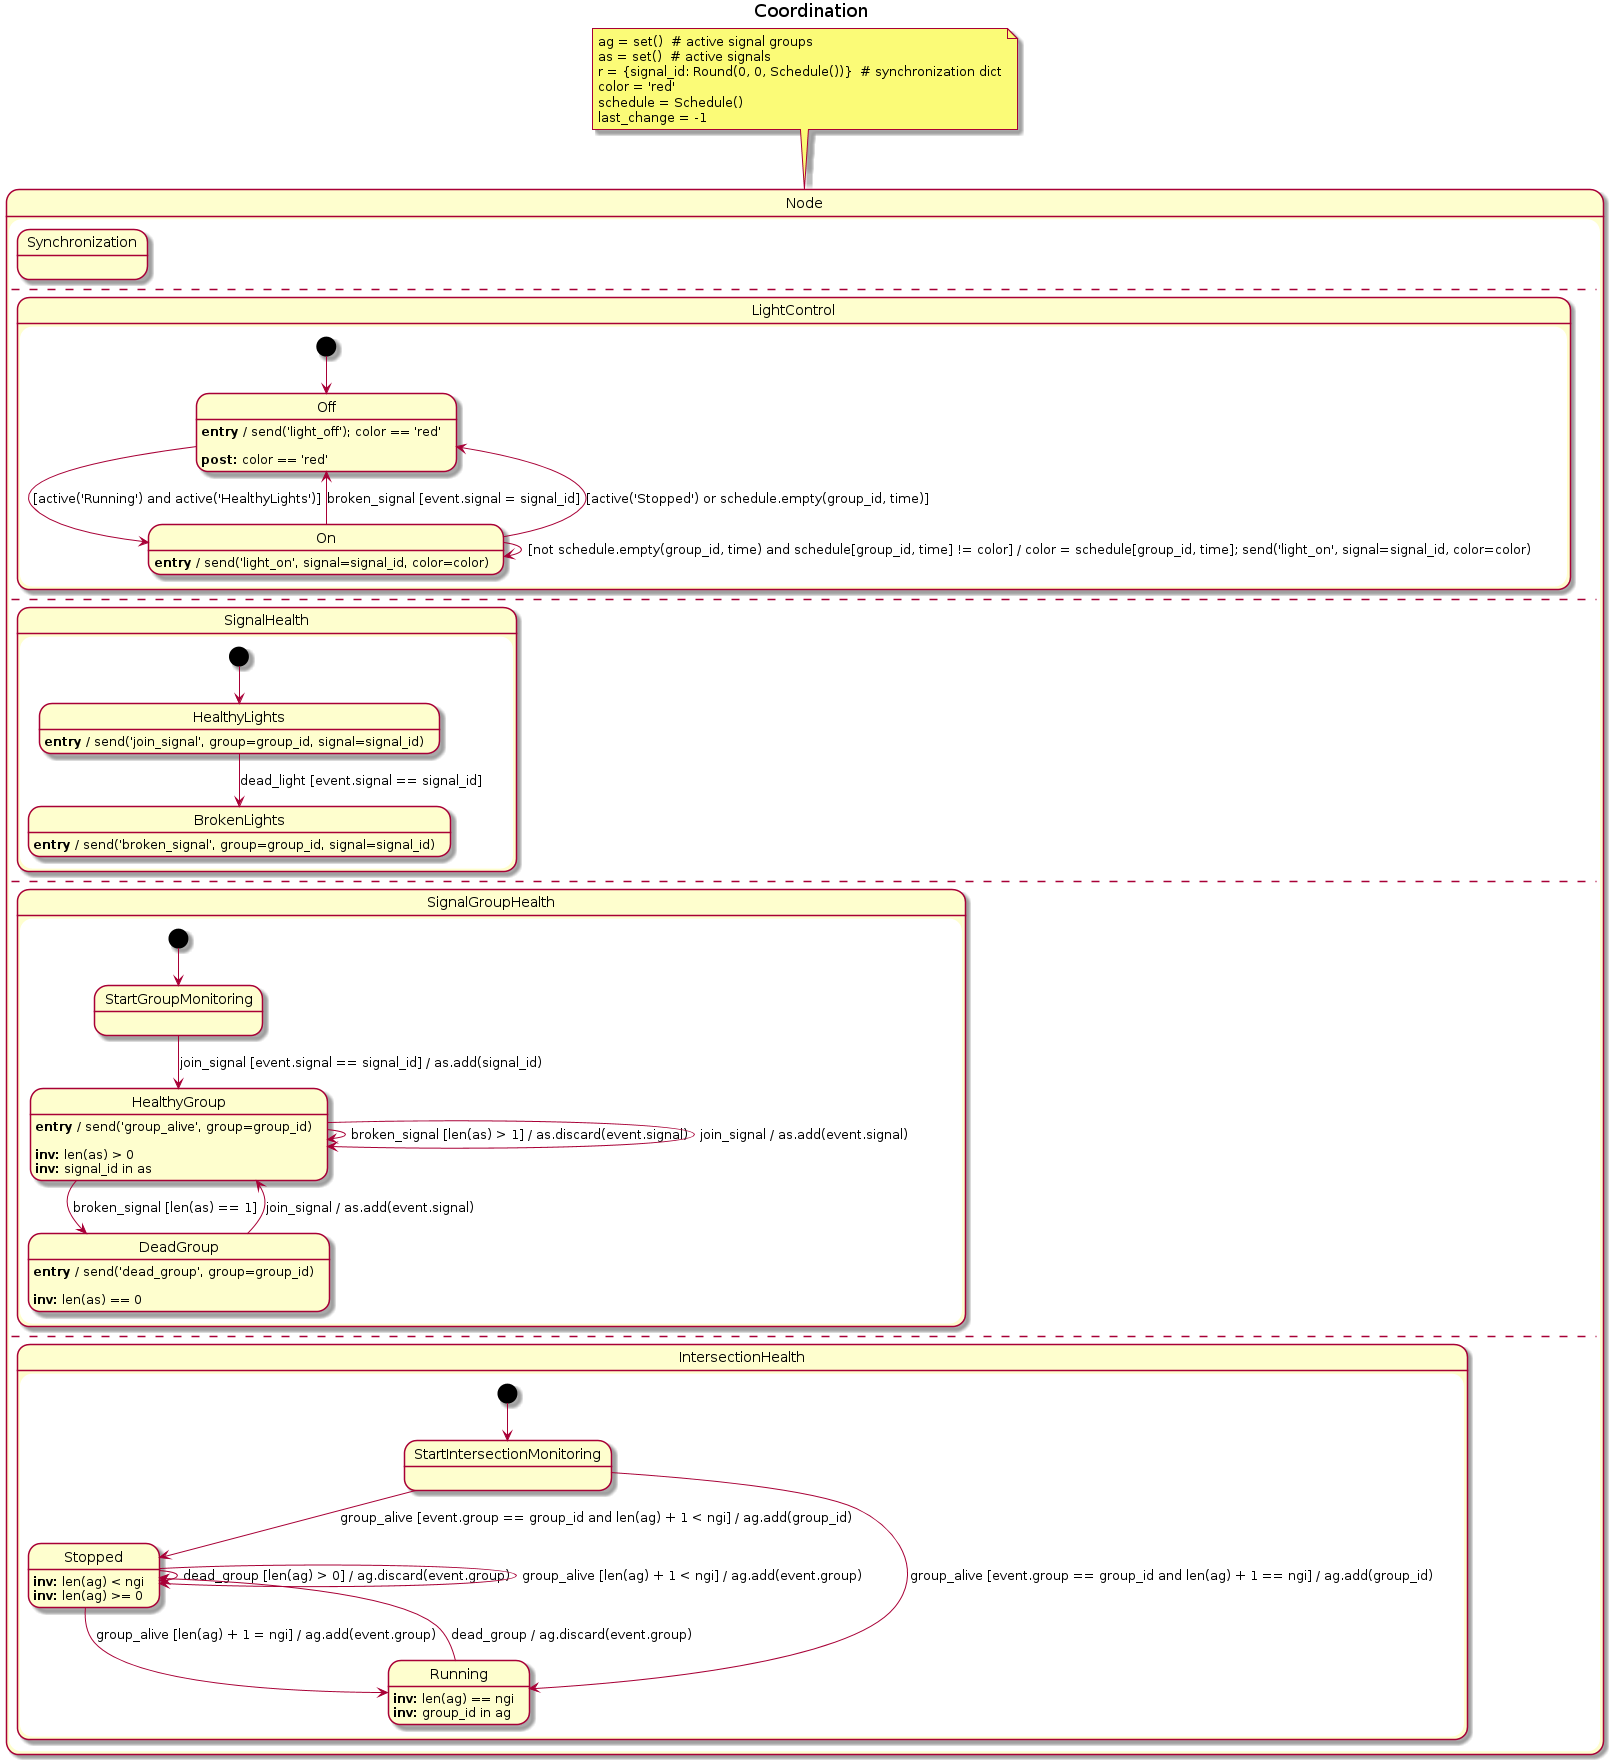 Coordination
ag = set()  # active signal groups
as = set()  # active signals
r = {signal_id: Round(0, 0, Schedule())}  # synchronization dict
color = 'red'
schedule = Schedule()
last_change = -1
Node
Synchronization
LightControl
Off
entry / send('light_off'); color == 'red'
post: color == 'red'
[active('Running') and active('HealthyLights')]
broken_signal [event.signal = signal_id]
[active('Stopped') or schedule.empty(group_id, time)]
On
entry / send('light_on', signal=signal_id, color=color)
[not schedule.empty(group_id, time) and schedule[group_id, time] != color] / color = schedule[group_id, time]; send('light_on', signal=signal_id, color=color)
SignalHealth
HealthyLights
entry / send('join_signal', group=group_id, signal=signal_id)
dead_light [event.signal == signal_id]
BrokenLights
entry / send('broken_signal', group=group_id, signal=signal_id)
SignalGroupHealth
StartGroupMonitoring
join_signal [event.signal == signal_id] / as.add(signal_id)
HealthyGroup
entry / send('group_alive', group=group_id)
inv: len(as) > 0
inv: signal_id in as
broken_signal [len(as) > 1] / as.discard(event.signal)
join_signal / as.add(event.signal)
broken_signal [len(as) == 1]
join_signal / as.add(event.signal)
DeadGroup
entry / send('dead_group', group=group_id)
inv: len(as) == 0
IntersectionHealth
StartIntersectionMonitoring
group_alive [event.group == group_id and len(ag) + 1 < ngi] / ag.add(group_id)
Stopped
inv: len(ag) < ngi
inv: len(ag) >= 0
dead_group [len(ag) > 0] / ag.discard(event.group)
group_alive [len(ag) + 1 < ngi] / ag.add(event.group)
group_alive [event.group == group_id and len(ag) + 1 == ngi] / ag.add(group_id)
group_alive [len(ag) + 1 = ngi] / ag.add(event.group)
dead_group / ag.discard(event.group)
Running
inv: len(ag) == ngi
inv: group_id in ag